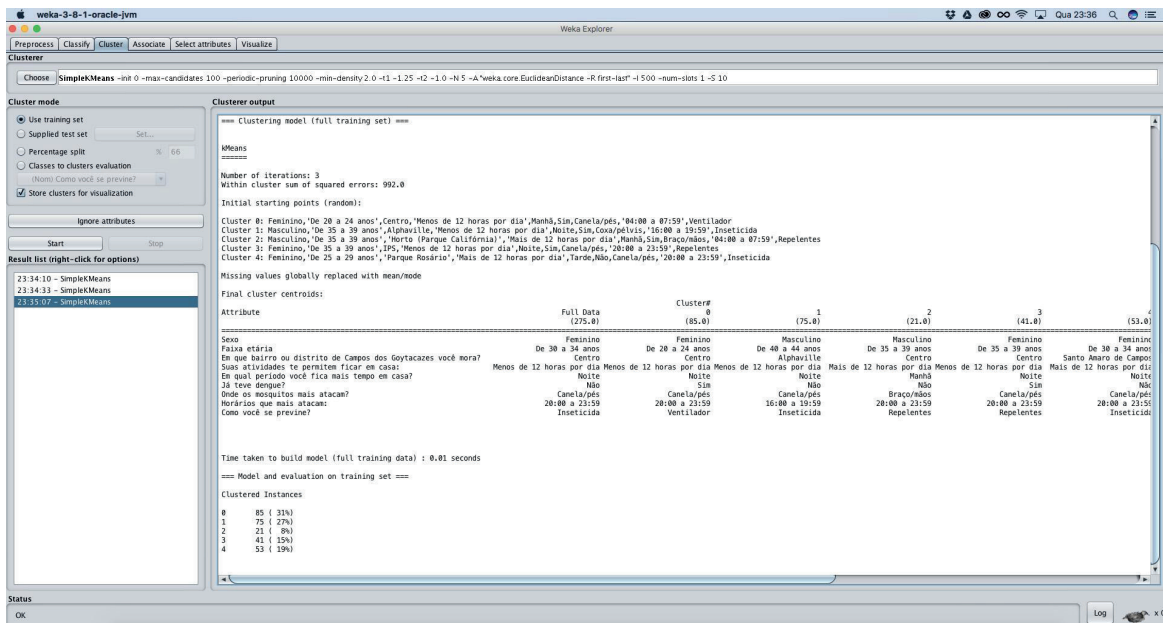 weka-3-8-1-oracle-jvm Qua 23:36
Weka Explorer
Preprocess Classify Cluster Associate Select attributes Visualize
Clusterer
Choose SimpleKMeans -init 0 -max-candidates 100 -periodic-pruning 10000 -min-density 2.0 -t1 -1.25 -t2 -1.0 -N 5 -A "weka.core.EuclideanDistance -R first-last" -I 500 -num-slots 1 -S 10
Cluster mode
Use training set
Supplied test set Set...
Percentage split % 66
Classes to clusters evaluation
(Nom) Como você se previne?
Store clusters for visualization
Ignore attributes
Start Stop
Result list (right-click for options)
23:34:10 - SimpleKMeans
23:34:33 - SimpleKMeans
23:35:07 - SimpleKMeans
Clusterer output
=== Clustering model (full training set) ===
kMeans
======
Number of iterations: 3
Within cluster sum of squared errors: 992.0
Initial starting points (random):
Cluster 0: Feminino,'De 20 a 24 anos',Centro,'Menos de 12 horas por dia',Manhã,Sim,Canela/pés,'04:00 a 07:59',Ventilador
Cluster 1: Masculino,'De 35 a 39 anos',Alphaville,'Menos de 12 horas por dia',Noite,Sim,Coxa/pélvis,'16:00 a 19:59',Inseticida
Cluster 2: Masculino,'De 35 a 39 anos','Horto (Parque Califórnia)','Mais de 12 horas por dia',Manhã,Sim,Braço/mãos,'04:00 a 07:59',Repelentes
Cluster 3: Feminino,'De 35 a 39 anos',IPS,'Menos de 12 horas por dia',Noite,Sim,Canela/pés,'20:00 a 23:59',Repelentes
Cluster 4: Feminino,'De 25 a 29 anos','Parque Rosário','Mais de 12 horas por dia',Tarde,Não,Canela/pés,'20:00 a 23:59',Inseticida
Missing values globally replaced with mean/mode
Final cluster centroids:
Cluster#
Attribute Full Data 0 1 2 3 4
(275.0) (85.0) (75.0) (21.0) (41.0) (53.0)
Sexo Feminino Feminino Masculino Masculino Feminino Feminino
Faixa etária De 30 a 34 anos De 20 a 24 anos De 40 a 44 anos De 35 a 39 anos De 35 a 39 anos De 30 a 34 anos
Em que bairro ou distrito de Campos dos Goytacazes você mora? Centro Centro Alphaville Centro Centro Santo Amaro de Campos
Suas atividades te permitem ficar em casa: Menos de 12 horas por dia Menos de 12 horas por dia Menos de 12 horas por dia Mais de 12 horas por dia Menos de 12 horas por dia Mais de 12 horas por dia
Em qual período você fica mais tempo em casa? Noite Noite Noite Manhã Noite Noite
Já teve dengue? Não Sim Não Não Sim Não
Onde os mosquitos mais atacam? Canela/pés Canela/pés Canela/pés Braço/mãos Canela/pés Canela/pés
Horários que mais atacam: 20:00 a 23:59 20:00 a 23:59 16:00 a 19:59 20:00 a 23:59 20:00 a 23:59 20:00 a 23:59
Como você se previne? Inseticida Ventilador Inseticida Repelentes Repelentes Inseticida
Time taken to build model (full training data) : 0.01 seconds
=== Model and evaluation on training set ===
Clustered Instances
0 85 ( 31%)
1 75 ( 27%)
2 21 ( 8%)
3 41 ( 15%)
4 53 ( 19%)
Status
OK Log x 0